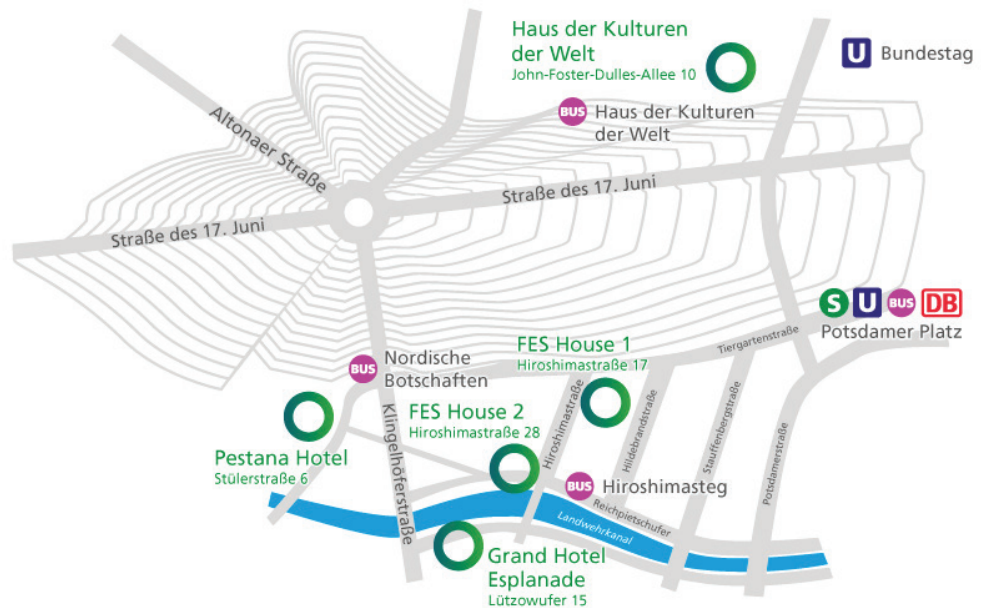 Haus der Kulturen
der Welt
John-Foster-Dulles-Allee 10
U Bundestag
BUS Haus der Kulturen
der Welt
Altonaer Straße
Straße des 17. Juni
Straße des 17. Juni
S U BUS DB
Potsdamer Platz
Tiergartenstraße
FES House 1
Hiroshimastraße 17
BUS Nordische
Botschaften
Klingelhöferstraße
FES House 2
Hiroshimastraße 28
Hiroshimastraße
Hildebrandstraße
Stauffenbergstraße
Potsdamerstraße
Pestana Hotel
Stülerstraße 6
BUS Hiroshimasteg
Reichpietschufer
Landwehrkanal
Grand Hotel
Esplanade
Lützowufer 15